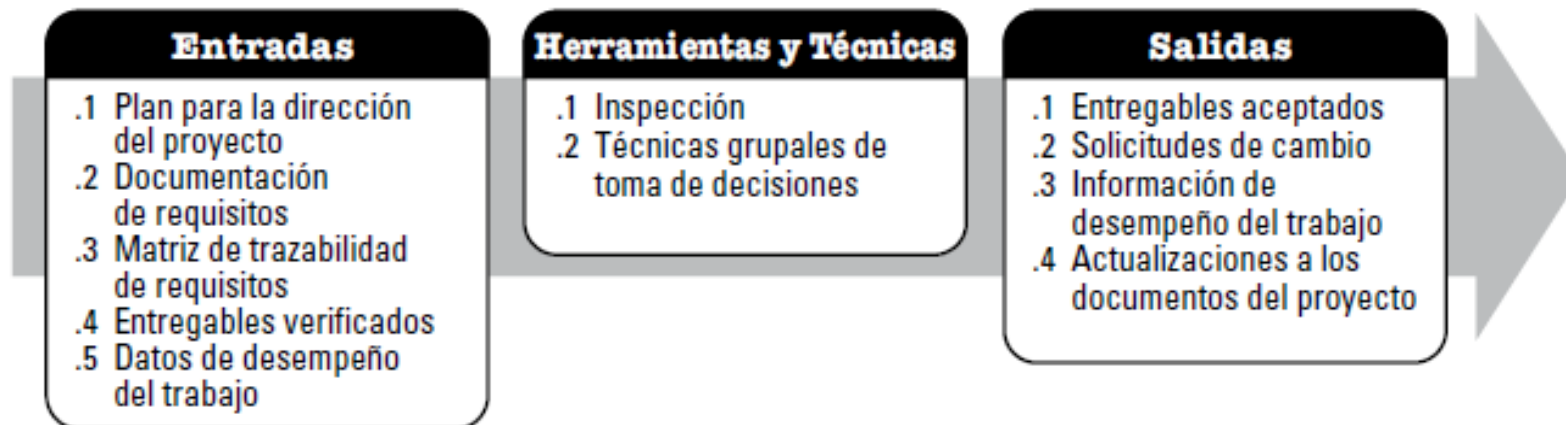 Entradas
.1 Plan para la dirección
del proyecto
.2 Documentación
de requisitos
.3 Matriz de trazabilidad
de requisitos
.4 Entregables verificados
.5 Datos de desempeño
del trabajo
Herramientas y Técnicas
.1 Inspección
.2 Técnicas grupales de
toma de decisiones
Salidas
.1 Entregables aceptados
.2 Solicitudes de cambio
.3 Información de
desempeño del trabajo
.4 Actualizaciones a los
documentos del proyecto